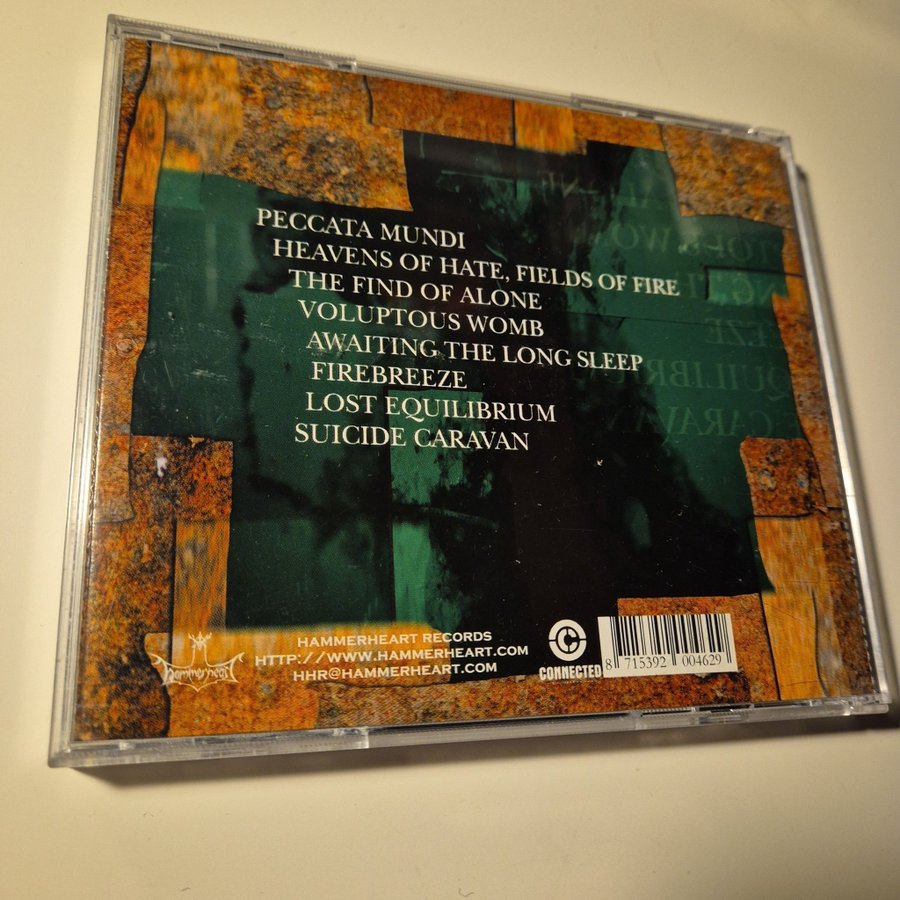 PECCATA MUNDI
HEAVENS OF HATE, FIELDS OF FIRE
THE FIND OF ALONE
VOLUPTOUS WOMB
AWAITING THE LONG SLEEP
FIREBREEZE
LOST EQUILIBRIUM
SUICIDE CARAVAN
Hammerheart
HAMMERHEART RECORDS
HTTP://WWW.HAMMERHEART.COM
HHR@HAMMERHEART.COM
CONNECTED
8 715392 004629